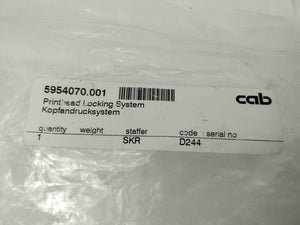 5954070.001
cab
Printhead Locking System
Kopfandrucksystem
quantity weight staffer code serial no
1 SKR D244